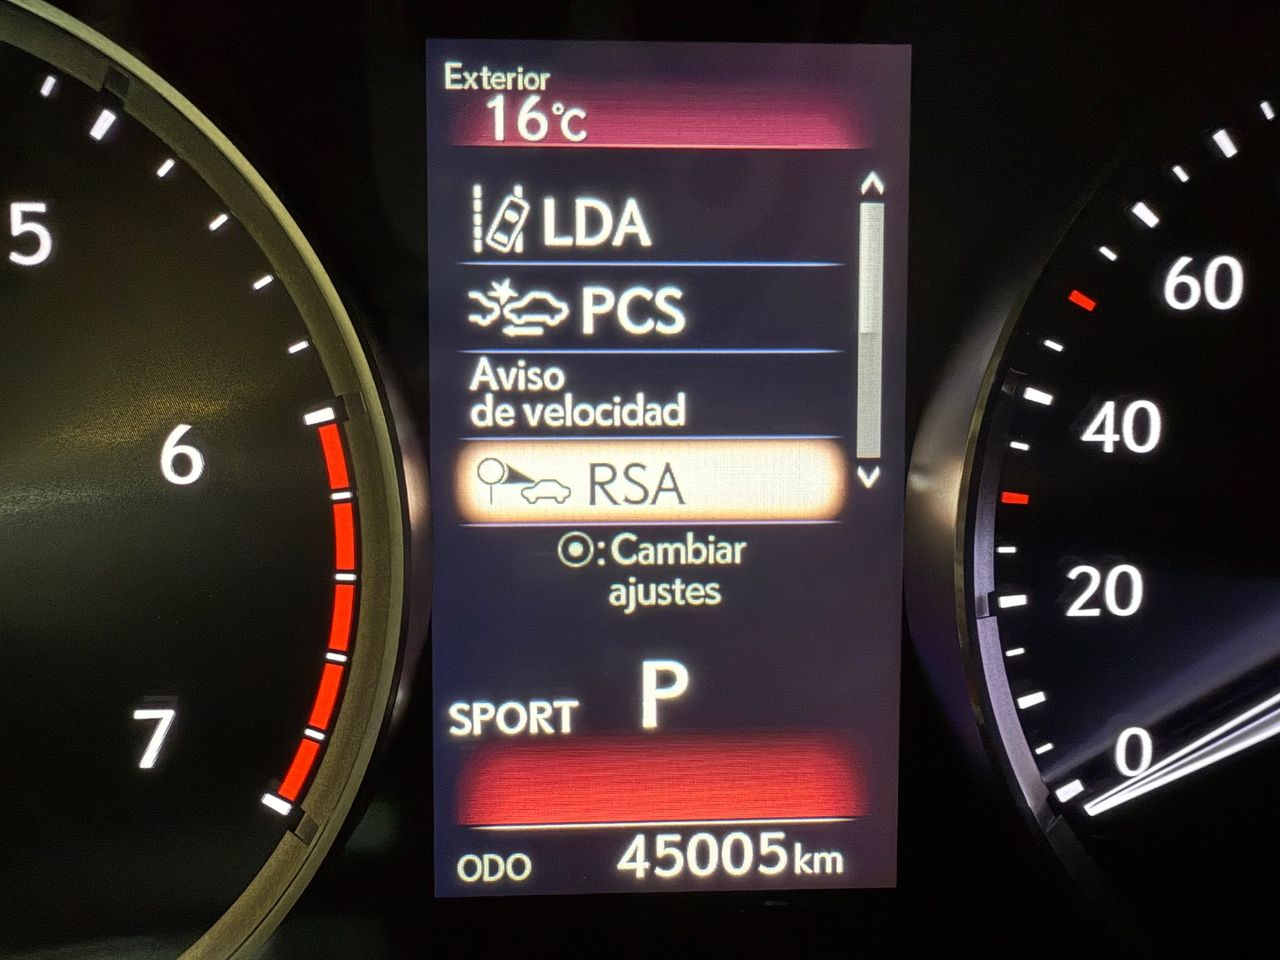 Exterior
16°C
LDA
PCS
Aviso
de velocidad
RSA
: Cambiar
ajustes
SPORT P
ODO 45005 km
5
6
7
60
40
20
0